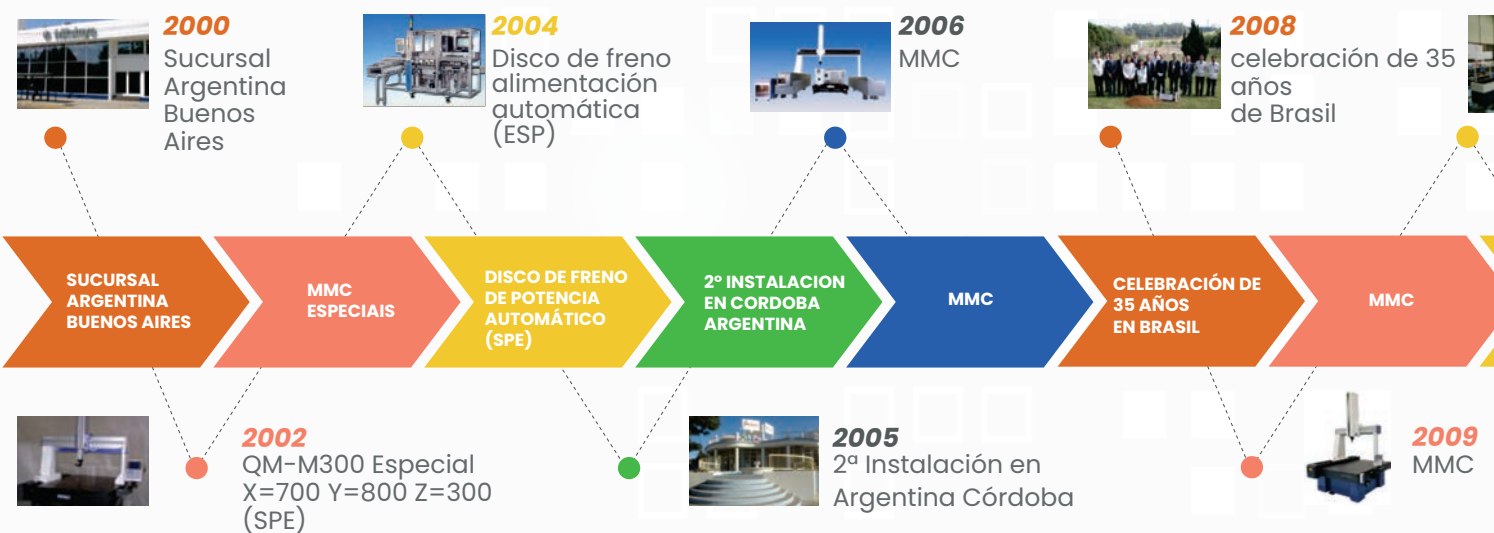 2000
Sucursal
Argentina
Buenos
Aires
2004
Disco de freno
alimentación
automática
(ESP)
2006
MMC
2008
celebración de 35
años
de Brasil
SUCURSAL
ARGENTINA
BUENOS AIRES
MMC
ESPECIAIS
DISCO DE FRENO
DE POTENCIA
AUTOMÁTICO
(SPE)
2º INSTALACION
EN CORDOBA
ARGENTINA
MMC
CELEBRACIÓN DE
35 AÑOS
EN BRASIL
MMC
2002
QM-M300 Especial
X=700 Y=800 Z=300
(SPE)
2005
2ª Instalación en
Argentina Córdoba
2009
MMC